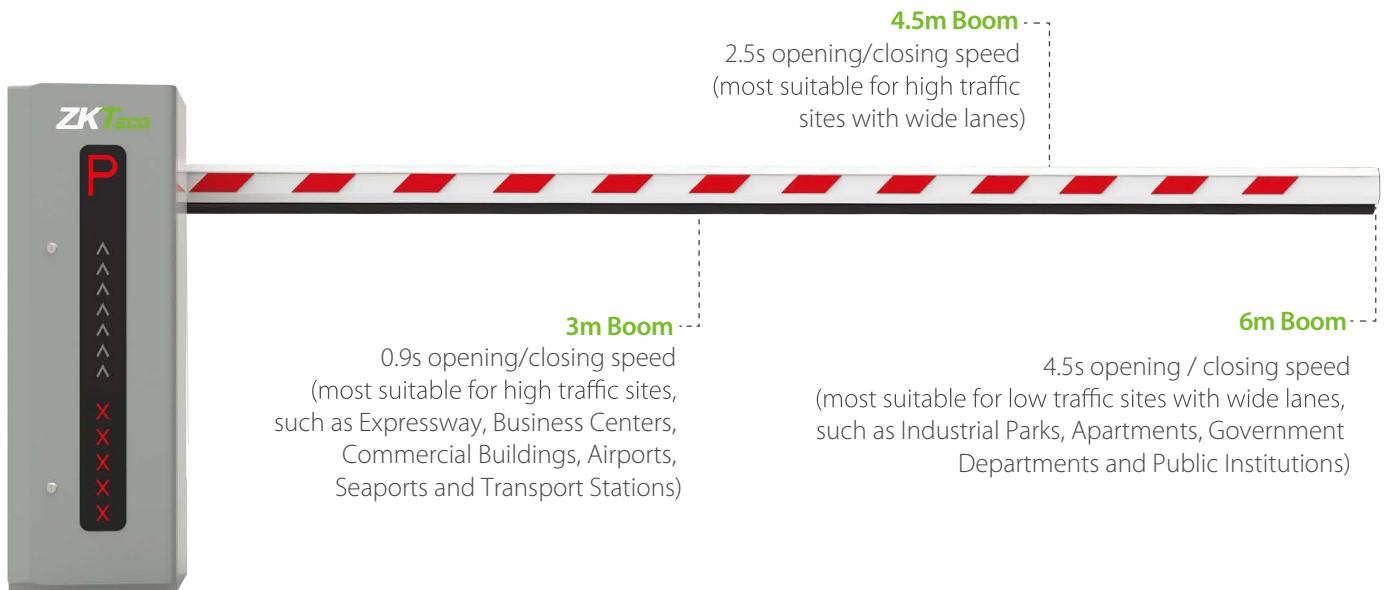 4.5m Boom
2.5s opening/closing speed
(most suitable for high traffic
sites with wide lanes)
ZKTeco
P
X
X
X
X
X
3m Boom
0.9s opening/closing speed
(most suitable for high traffic sites,
such as Expressway, Business Centers,
Commercial Buildings, Airports,
Seaports and Transport Stations)
6m Boom
4.5s opening / closing speed
(most suitable for low traffic sites with wide lanes,
such as Industrial Parks, Apartments, Government
Departments and Public Institutions)